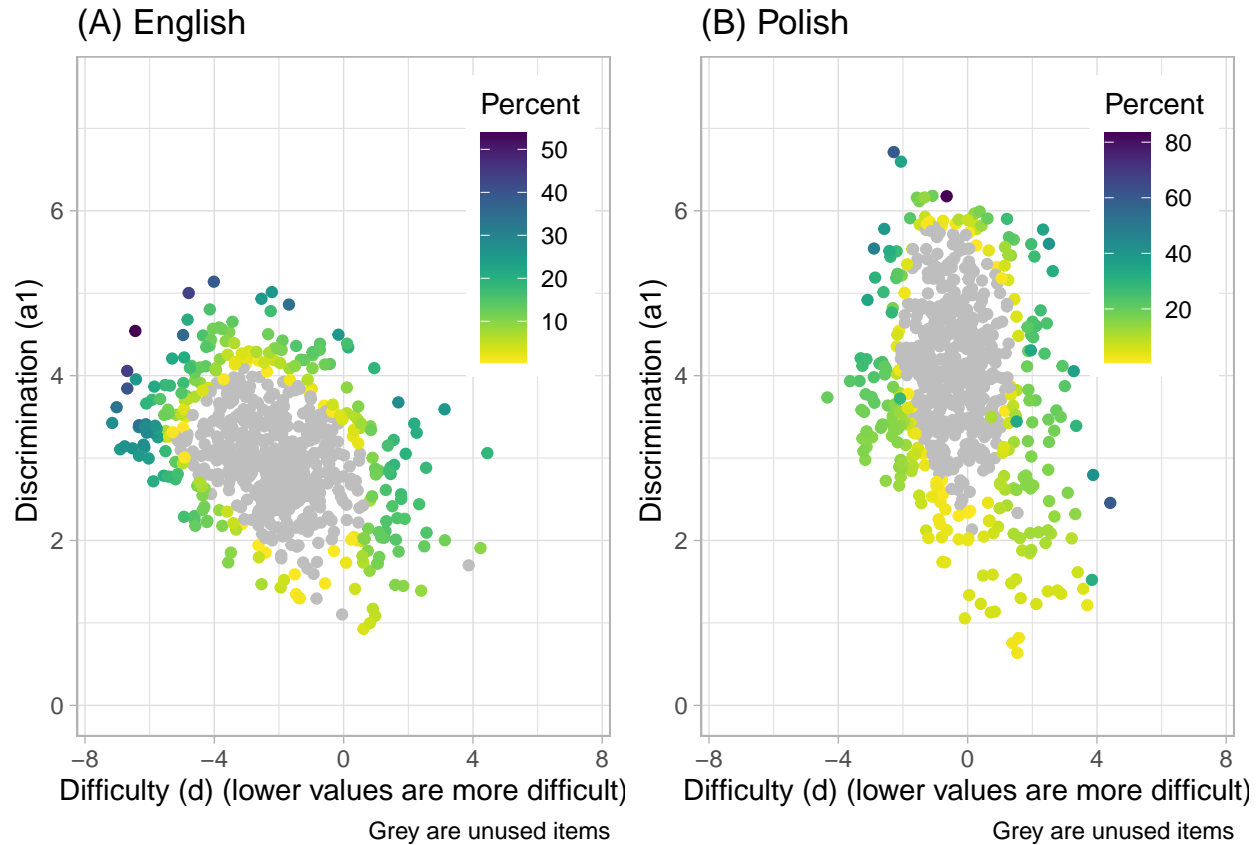 (A) English
Percent
50
40
30
20
10
6
4
2
0
Discrimination (a1)
−8
−4
0
4
8
Difficulty (d) (lower values are more difficult)
Grey are unused items
(B) Polish
Percent
80
60
40
20
6
4
2
0
Discrimination (a1)
−8
−4
0
4
8
Difficulty (d) (lower values are more difficult)
Grey are unused items